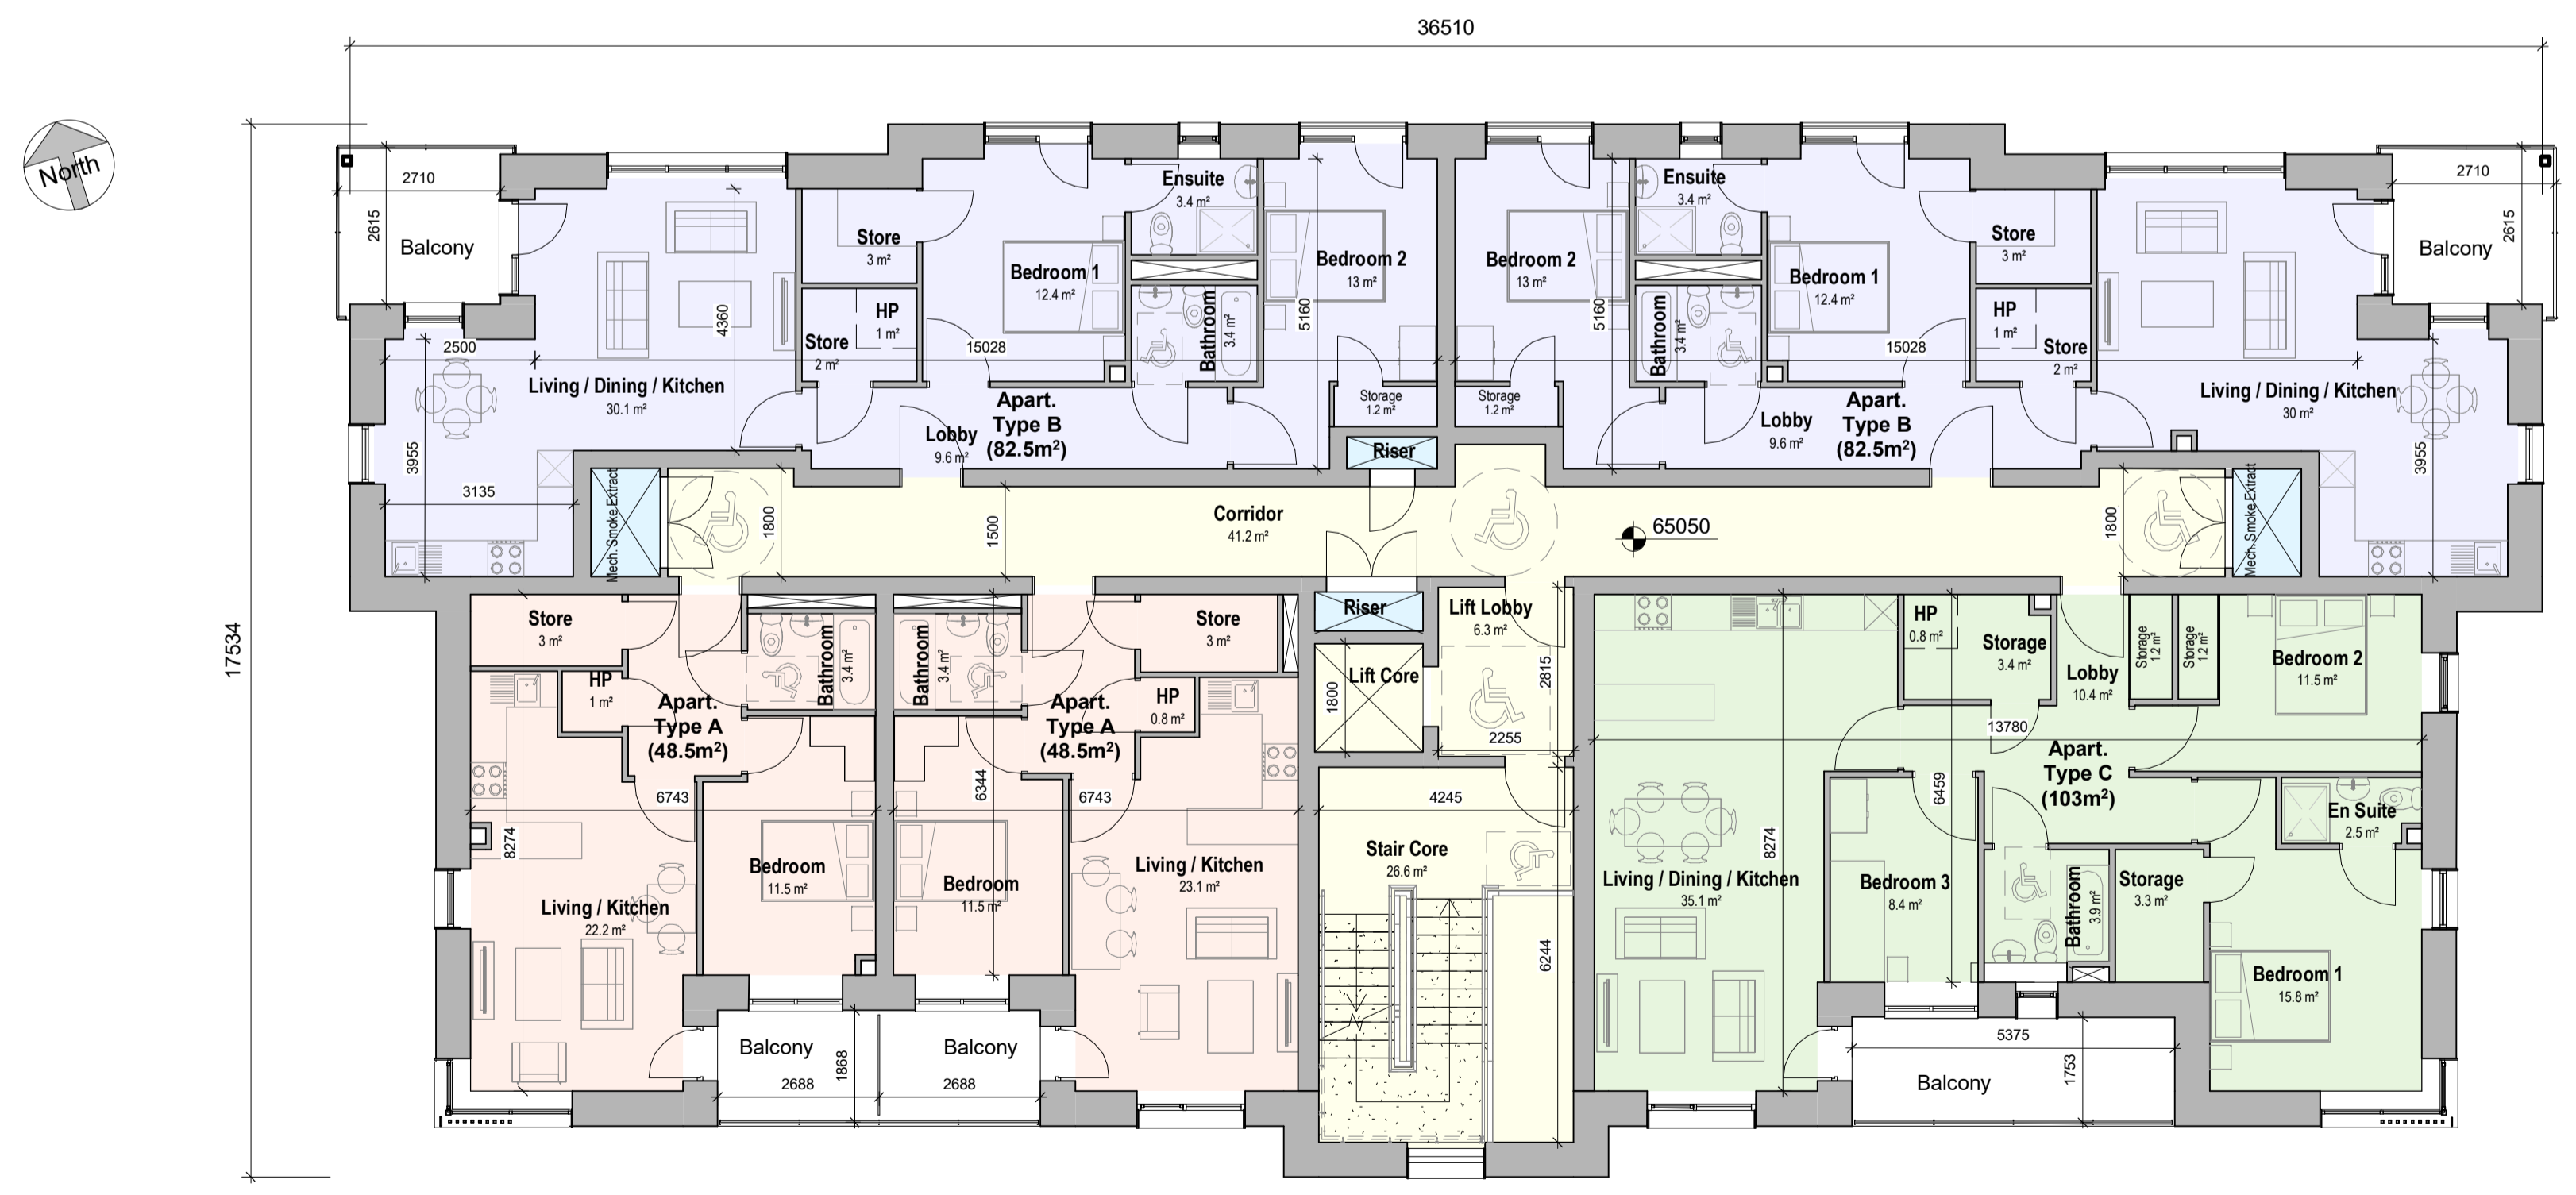 36510
North
17534
2710
2615
Balcony
2500
3955
3135
Living / Dining / Kitchen
30.1 m²
4360
Store
3 m²
HP
1 m²
Store
2 m²
15028
Bedroom 1
12.4 m²
Ensuite
3.4 m²
Bathroom
3.4 m²
Apart.
Type B
(82.5m²)
Lobby
9.6 m²
Bedroom 2
13 m²
5160
Storage
1.2 m²
Riser
Bedroom 2
13 m²
5160
Storage
1.2 m²
Ensuite
3.4 m²
Bathroom
3.4 m²
Bedroom 1
12.4 m²
15028
Lobby
9.6 m²
Apart.
Type B
(82.5m²)
Store
3 m²
HP
1 m²
Store
2 m²
Living / Dining / Kitchen
30 m²
2710
2615
Balcony
3955
Mech. Smoke Extract
1800
1500
Corridor
41.2 m²
65050
1800
Mech. Smoke Extract
Store
3 m²
HP
1 m²
Bathroom
3.4 m²
Apart.
Type A
(48.5m²)
6743
8274
Bedroom
11.5 m²
Living / Kitchen
22.2 m²
Balcony
2688
1868
Bathroom
3.4 m²
Store
3 m²
HP
0.8 m²
Apart.
Type A
(48.5m²)
6344
6743
Bedroom
11.5 m²
Living / Kitchen
23.1 m²
Balcony
2688
Riser
Lift Lobby
6.3 m²
Lift Core
1800
2815
2255
4245
Stair Core
26.6 m²
6244
HP
0.8 m²
Storage
3.4 m²
Lobby
10.4 m²
Storage
1.2 m²
Storage
1.2 m²
Bedroom 2
11.5 m²
13780
Apart.
Type C
(103m²)
6459
8274
Living / Dining / Kitchen
35.1 m²
Bedroom 3
8.4 m²
Bathroom
3.9 m²
Storage
3.3 m²
En Suite
2.5 m²
Bedroom 1
15.8 m²
5375
1753
Balcony